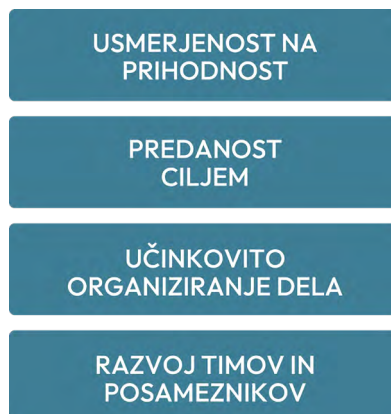 USMERJENOST NA
PRIHODNOST
PREDANOST
CILJEM
UČINKOVITO
ORGANIZIRANJE DELA
RAZVOJ TIMOV IN
POSAMEZNIKOV